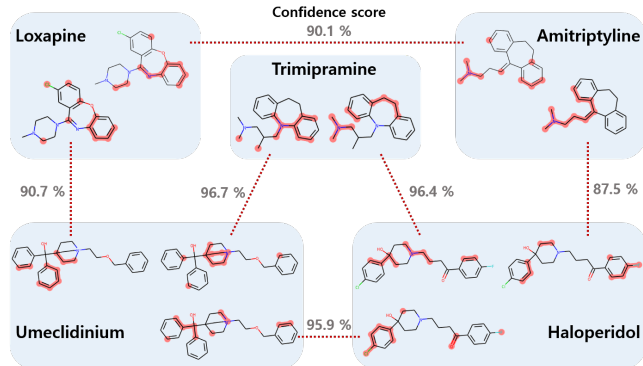 Confidence score
Loxapine
90.1 %
Amitriptyline
Trimipramine
90.7 %
96.7 %
96.4 %
87.5 %
Umeclidinium
95.9 %
Haloperidol